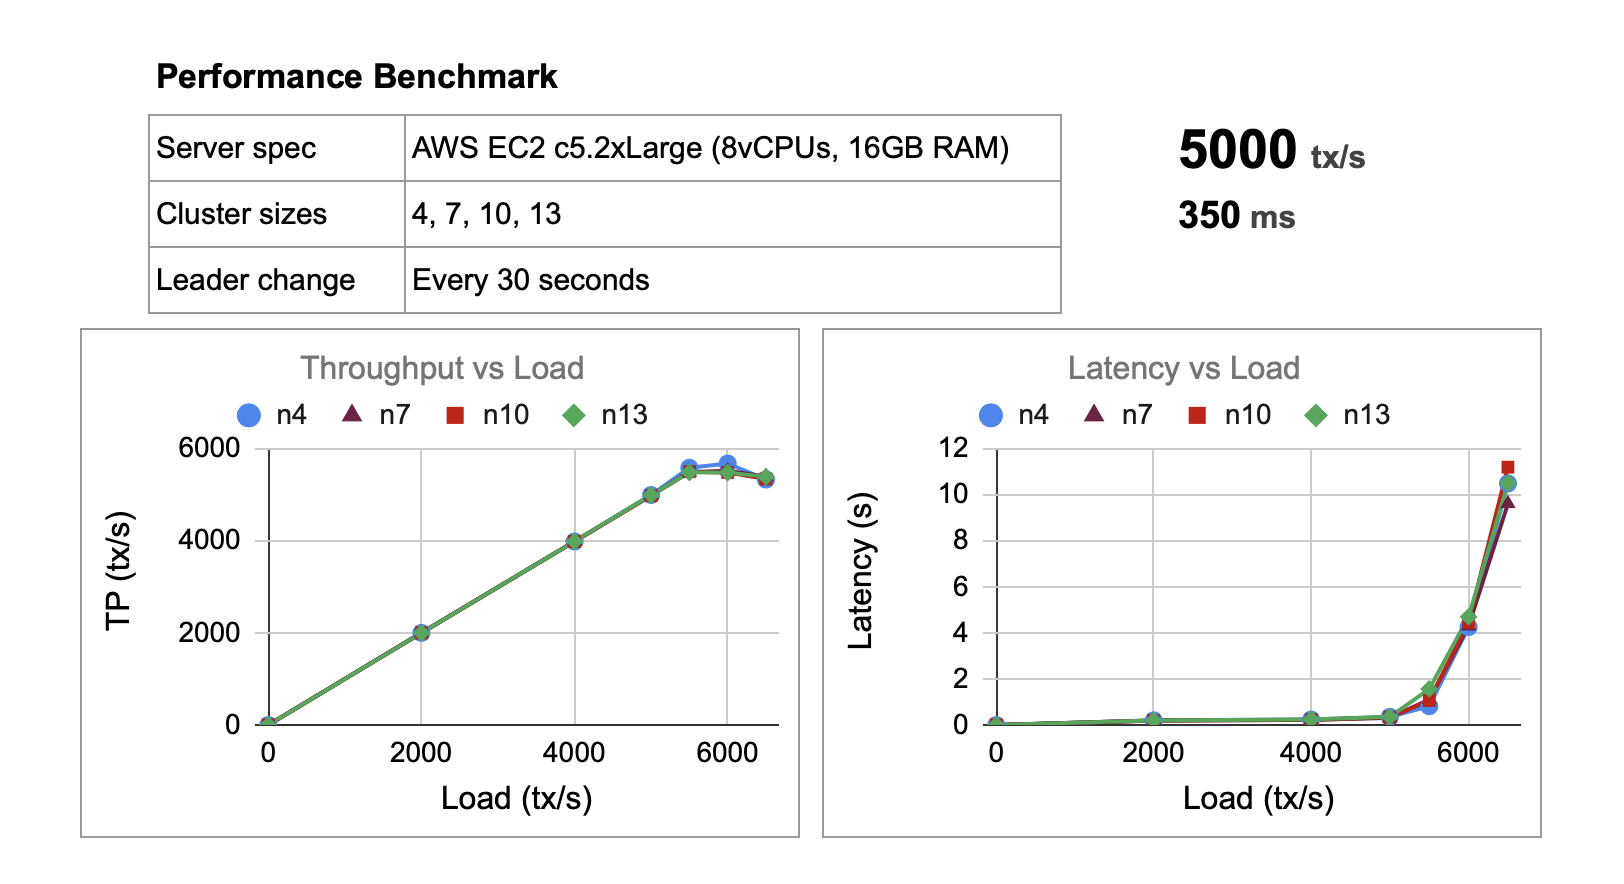 Performance Benchmark
Server spec AWS EC2 c5.2xLarge (8vCPUs, 16GB RAM)
Cluster sizes 4, 7, 10, 13
Leader change Every 30 seconds
5000 tx/s
350 ms
Throughput vs Load
n4 n7 n10 n13
TP (tx/s)
6000
4000
2000
0
0 2000 4000 6000
Load (tx/s)
Latency vs Load
n4 n7 n10 n13
Latency (s)
12
10
8
6
4
2
0
0 2000 4000 6000
Load (tx/s)